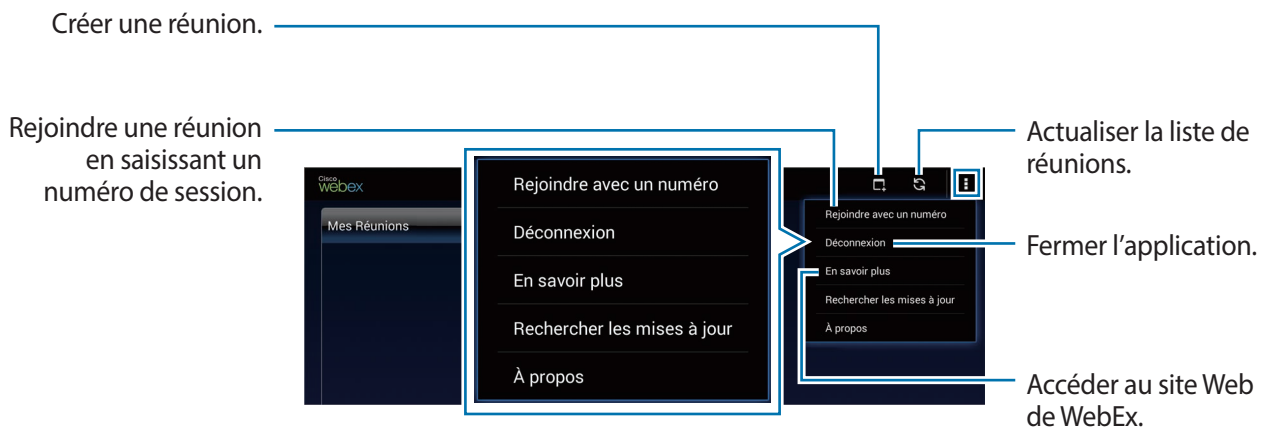 Créer une réunion.
Rejoindre une réunion
en saisissant un
numéro de session.
Cisco
webex
Mes Réunions
Rejoindre avec un numéro
Déconnexion
En savoir plus
Rechercher les mises à jour
À propos
Rejoindre avec un numéro
Déconnexion
En savoir plus
Rechercher les mises à jour
À propos
Actualiser la liste de
réunions.
Fermer l’application.
Accéder au site Web
de WebEx.